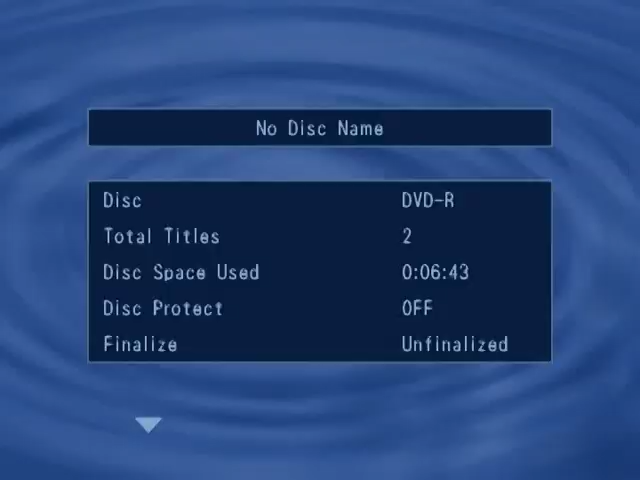 No Disc Name
Disc DVD-R
Total Titles 2
Disc Space Used 0:06:43
Disc Protect OFF
Finalize Unfinalized